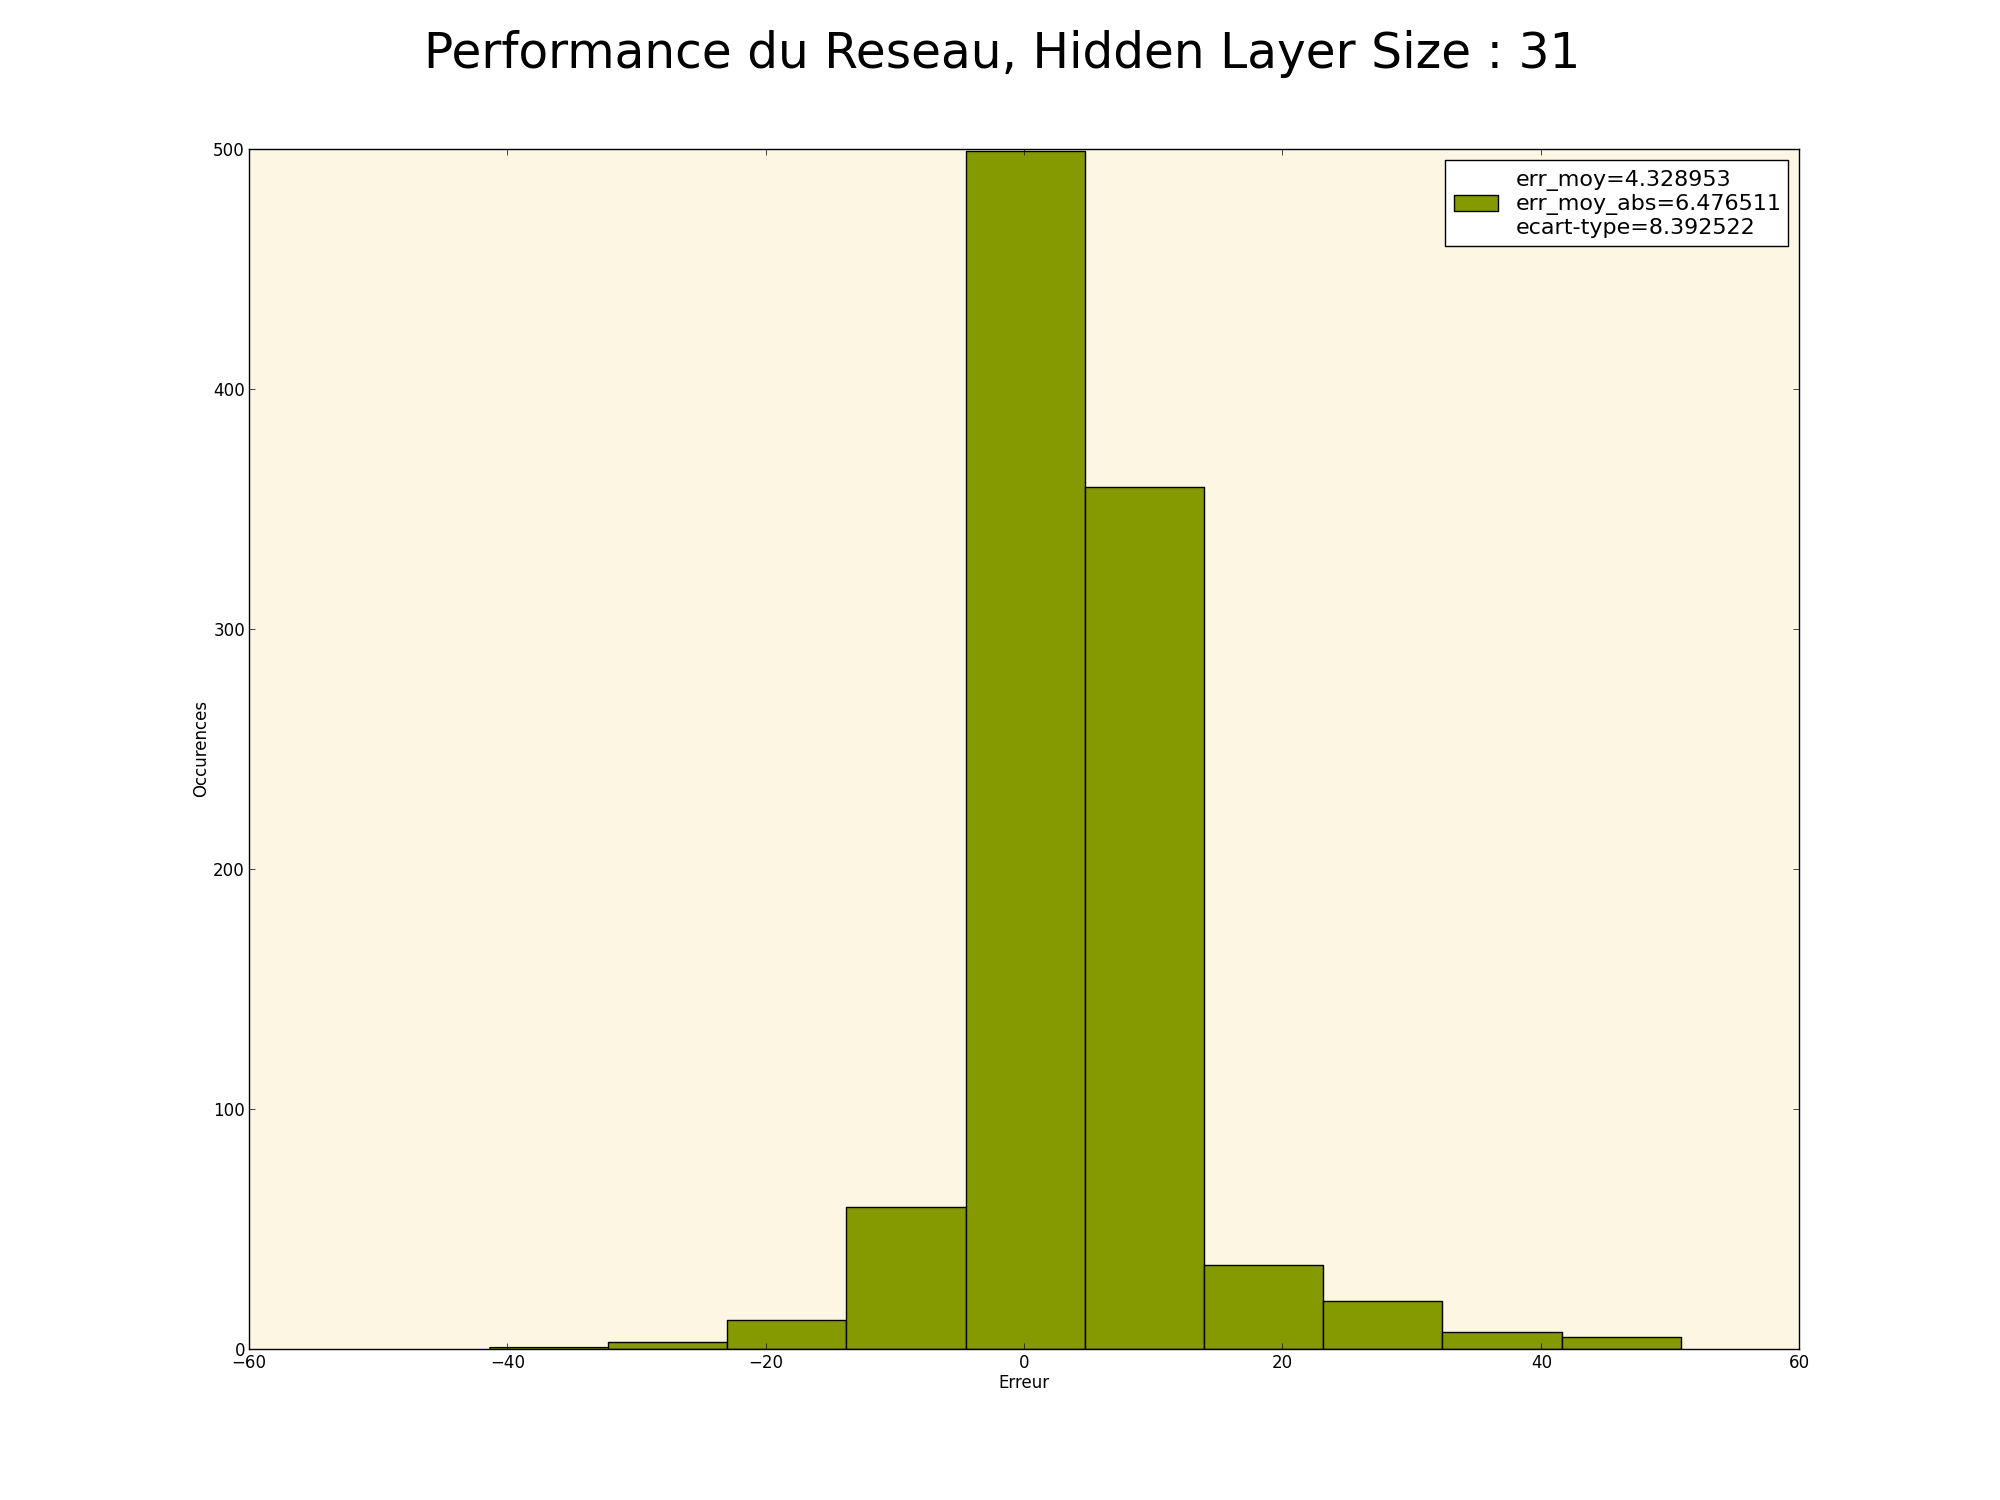 Performance du Reseau, Hidden Layer Size : 31
500
err_moy=4.328953
err_moy_abs=6.476511
ecart-type=8.392522
400
300
Occurences
200
100
0
−60 −40 −20 0 20 40 60
Erreur